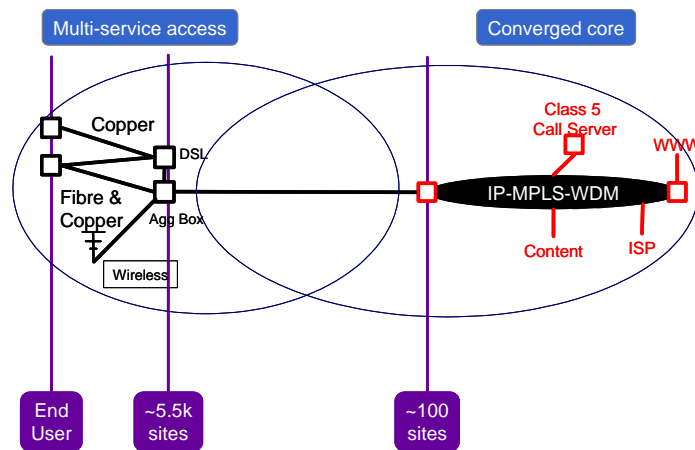 Multi-service access
Converged core
Copper
DSL
Fibre &
Copper
Agg Box
Wireless
Class 5
Call Server
WWW
IP-MPLS-WDM
Content
ISP
End
User
~5.5k
sites
~100
sites